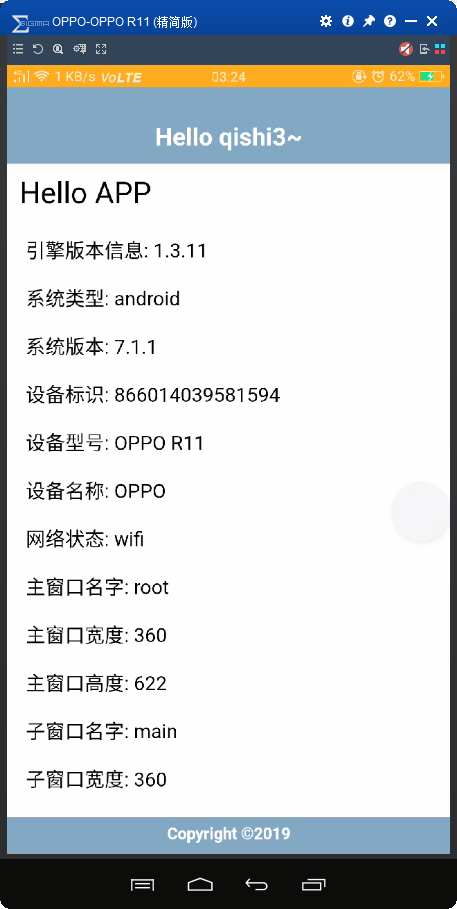 SIGMA OPPO-OPPO R11 (精简版)
1 KB/s VoLTE 03:24 62%
Hello qishi3~
Hello APP
引擎版本信息: 1.3.11
系统类型: android
系统版本: 7.1.1
设备标识: 866014039581594
设备型号: OPPO R11
设备名称: OPPO
网络状态: wifi
主窗口名字: root
主窗口宽度: 360
主窗口高度: 622
子窗口名字: main
子窗口宽度: 360
Copyright ©2019